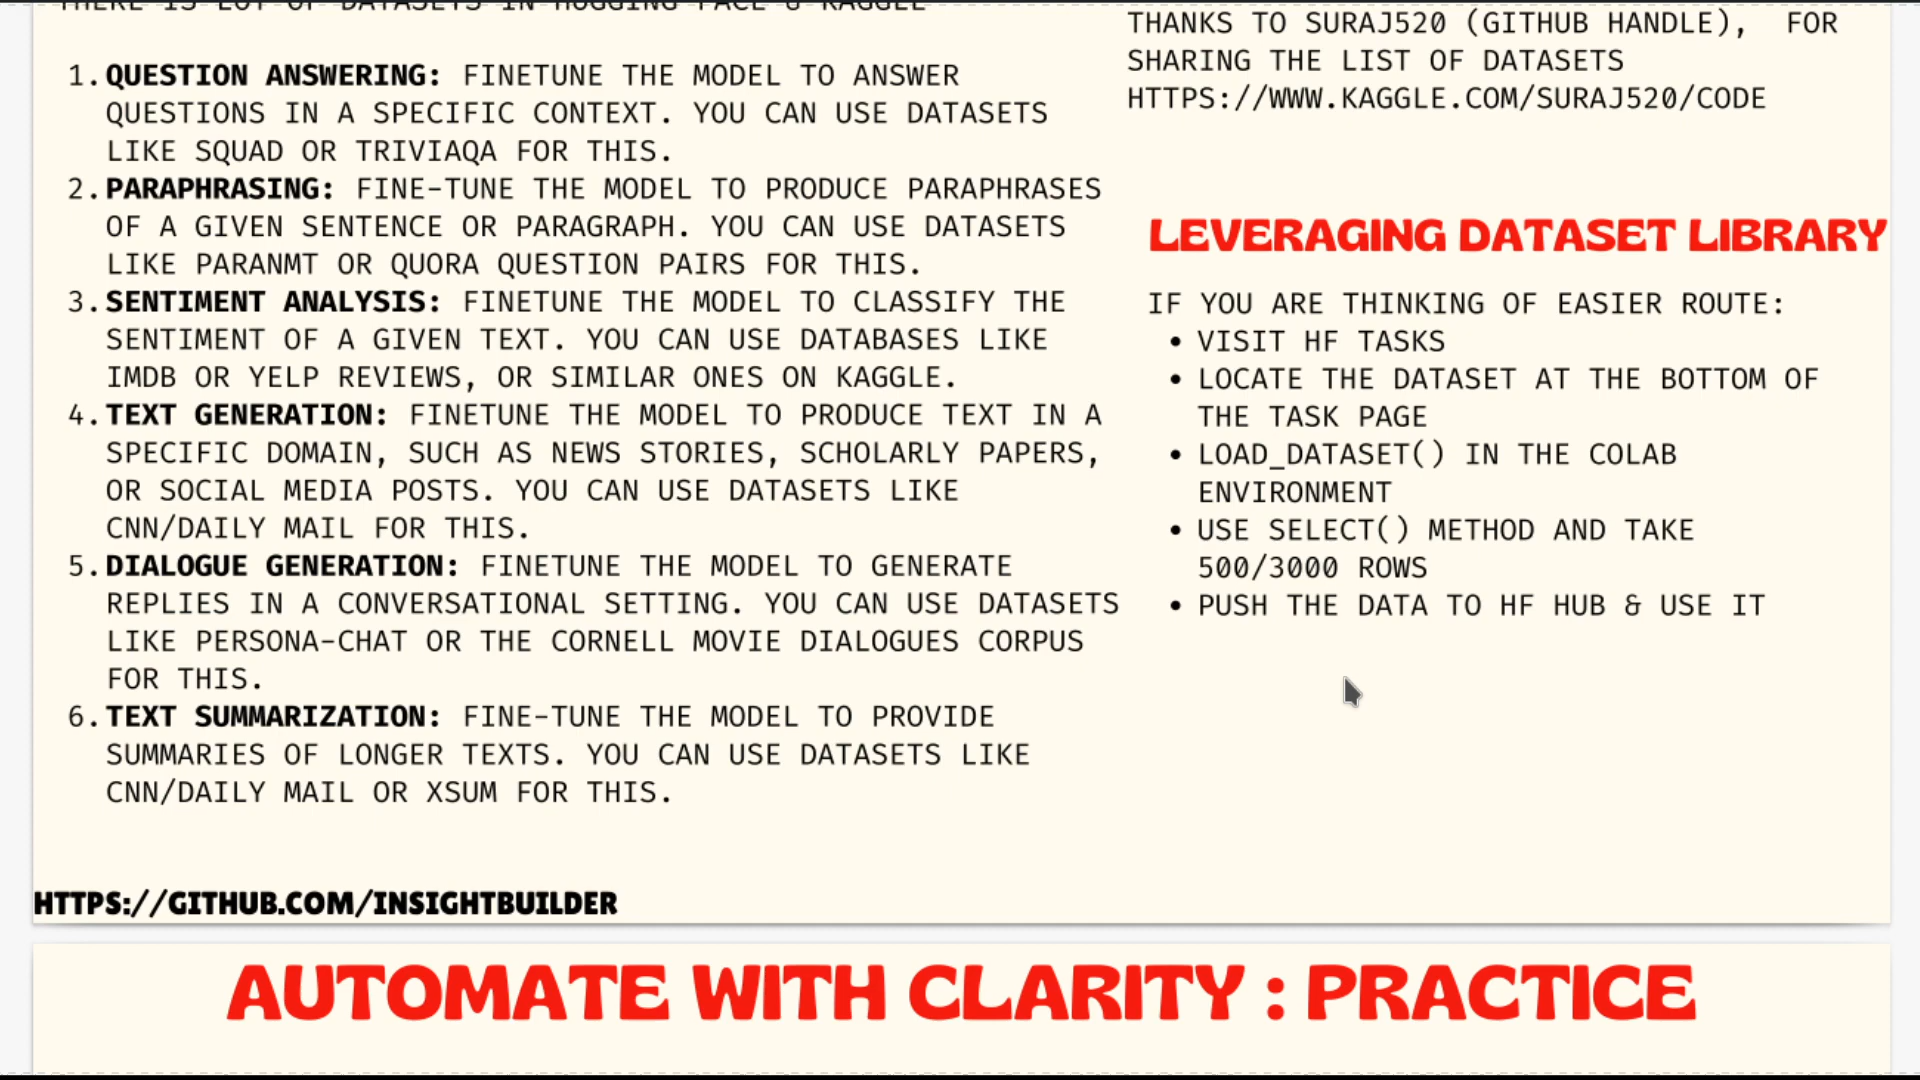 THERE IS LOT OF DATASETS IN HUGGING FACE & KAGGLE
1. QUESTION ANSWERING: FINETUNE THE MODEL TO ANSWER
QUESTIONS IN A SPECIFIC CONTEXT. YOU CAN USE DATASETS
LIKE SQUAD OR TRIVIAQA FOR THIS.
2. PARAPHRASING: FINE-TUNE THE MODEL TO PRODUCE PARAPHRASES
OF A GIVEN SENTENCE OR PARAGRAPH. YOU CAN USE DATASETS
LIKE PARANMT OR QUORA QUESTION PAIRS FOR THIS.
3. SENTIMENT ANALYSIS: FINETUNE THE MODEL TO CLASSIFY THE
SENTIMENT OF A GIVEN TEXT. YOU CAN USE DATABASES LIKE
IMDB OR YELP REVIEWS, OR SIMILAR ONES ON KAGGLE.
4. TEXT GENERATION: FINETUNE THE MODEL TO PRODUCE TEXT IN A
SPECIFIC DOMAIN, SUCH AS NEWS STORIES, SCHOLARLY PAPERS,
OR SOCIAL MEDIA POSTS. YOU CAN USE DATASETS LIKE
CNN/DAILY MAIL FOR THIS.
5. DIALOGUE GENERATION: FINETUNE THE MODEL TO GENERATE
REPLIES IN A CONVERSATIONAL SETTING. YOU CAN USE DATASETS
LIKE PERSONA-CHAT OR THE CORNELL MOVIE DIALOGUES CORPUS
FOR THIS.
6. TEXT SUMMARIZATION: FINE-TUNE THE MODEL TO PROVIDE
SUMMARIES OF LONGER TEXTS. YOU CAN USE DATASETS LIKE
CNN/DAILY MAIL OR XSUM FOR THIS.
THANKS TO SURAJ520 (GITHUB HANDLE),  FOR
SHARING THE LIST OF DATASETS
HTTPS://WWW.KAGGLE.COM/SURAJ520/CODE
LEVERAGING DATASET LIBRARY
IF YOU ARE THINKING OF EASIER ROUTE:
• VISIT HF TASKS
• LOCATE THE DATASET AT THE BOTTOM OF
THE TASK PAGE
• LOAD_DATASET() IN THE COLAB
ENVIRONMENT
• USE SELECT() METHOD AND TAKE
500/3000 ROWS
• PUSH THE DATA TO HF HUB & USE IT
HTTPS://GITHUB.COM/INSIGHTBUILDER
AUTOMATE WITH CLARITY : PRACTICE